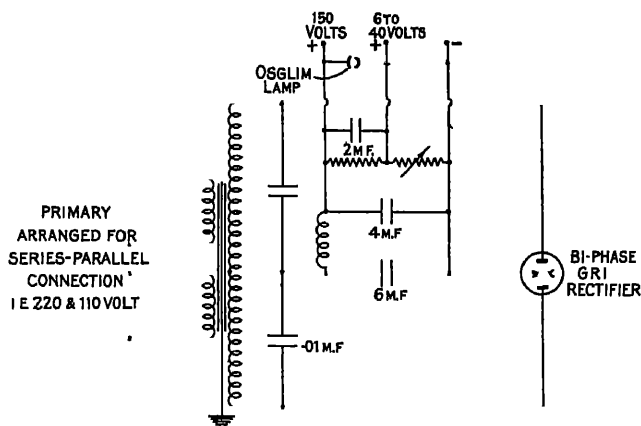 150
VOLTS
+
6 TO
40 VOLTS
+
-
OSGLIM
LAMP
2 M F.
4 M.F
6 M.F
·01 M.F
PRIMARY
ARRANGED FOR
SERIES-PARALLEL
CONNECTION
I E 220 & 110 VOLT
BI-PHASE
GRI
RECTIFIER